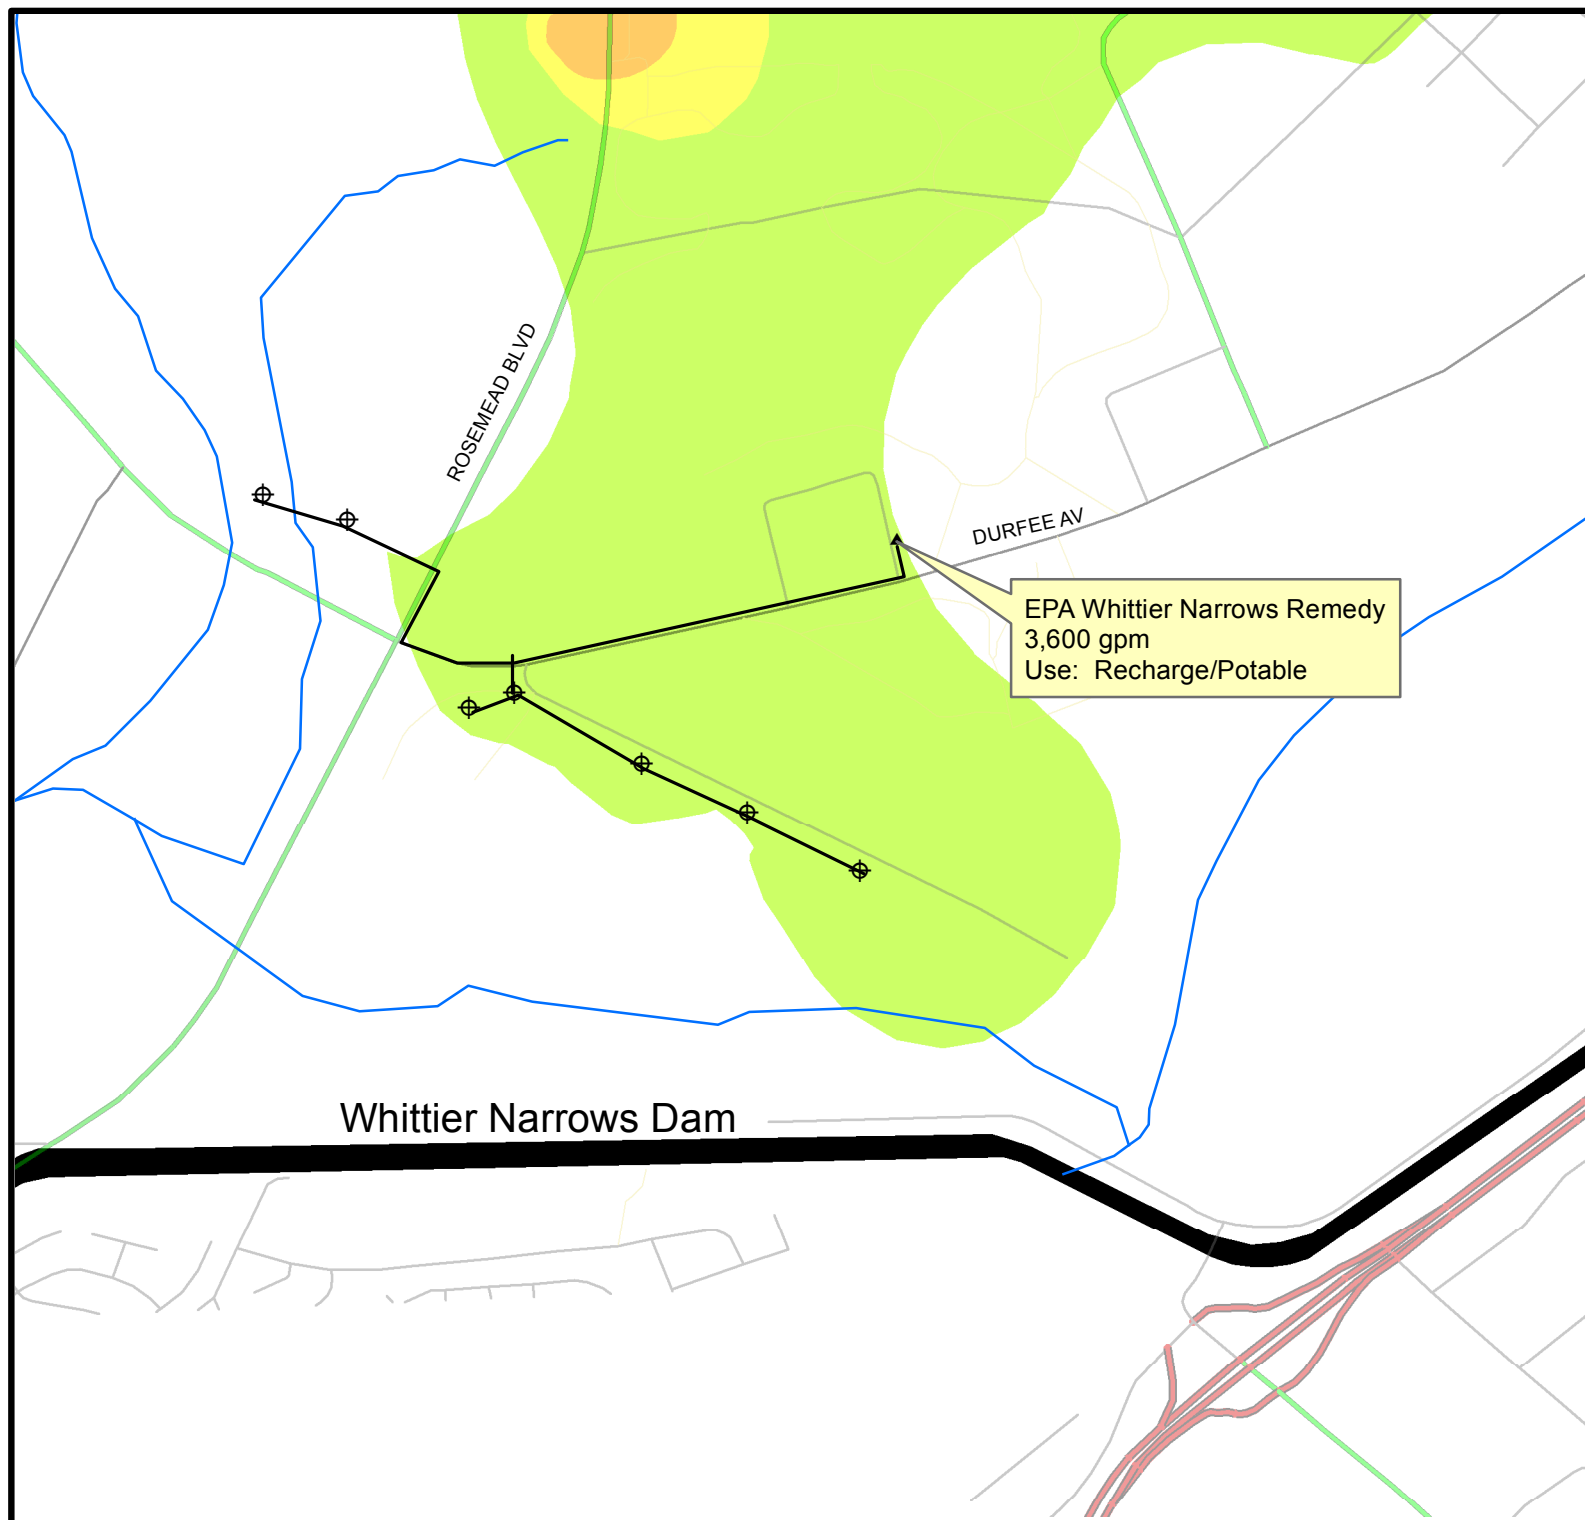 ROSEMEAD BLVD
DURFEE AV
EPA Whittier Narrows Remedy
3,600 gpm
Use:  Recharge/Potable
Whittier Narrows Dam